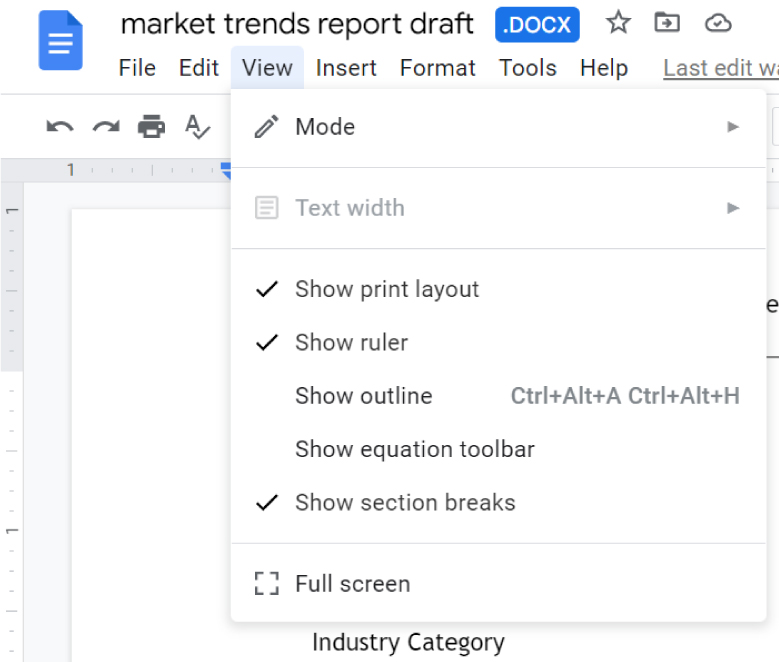 market trends report draft .DOCX
File Edit View Insert Format Tools Help Last edit wa
1
Mode
Text width
1
Show print layout
e
Show ruler
Show outline Ctrl+Alt+A Ctrl+Alt+H
Show equation toolbar
Show section breaks
1
Full screen
Industry Category